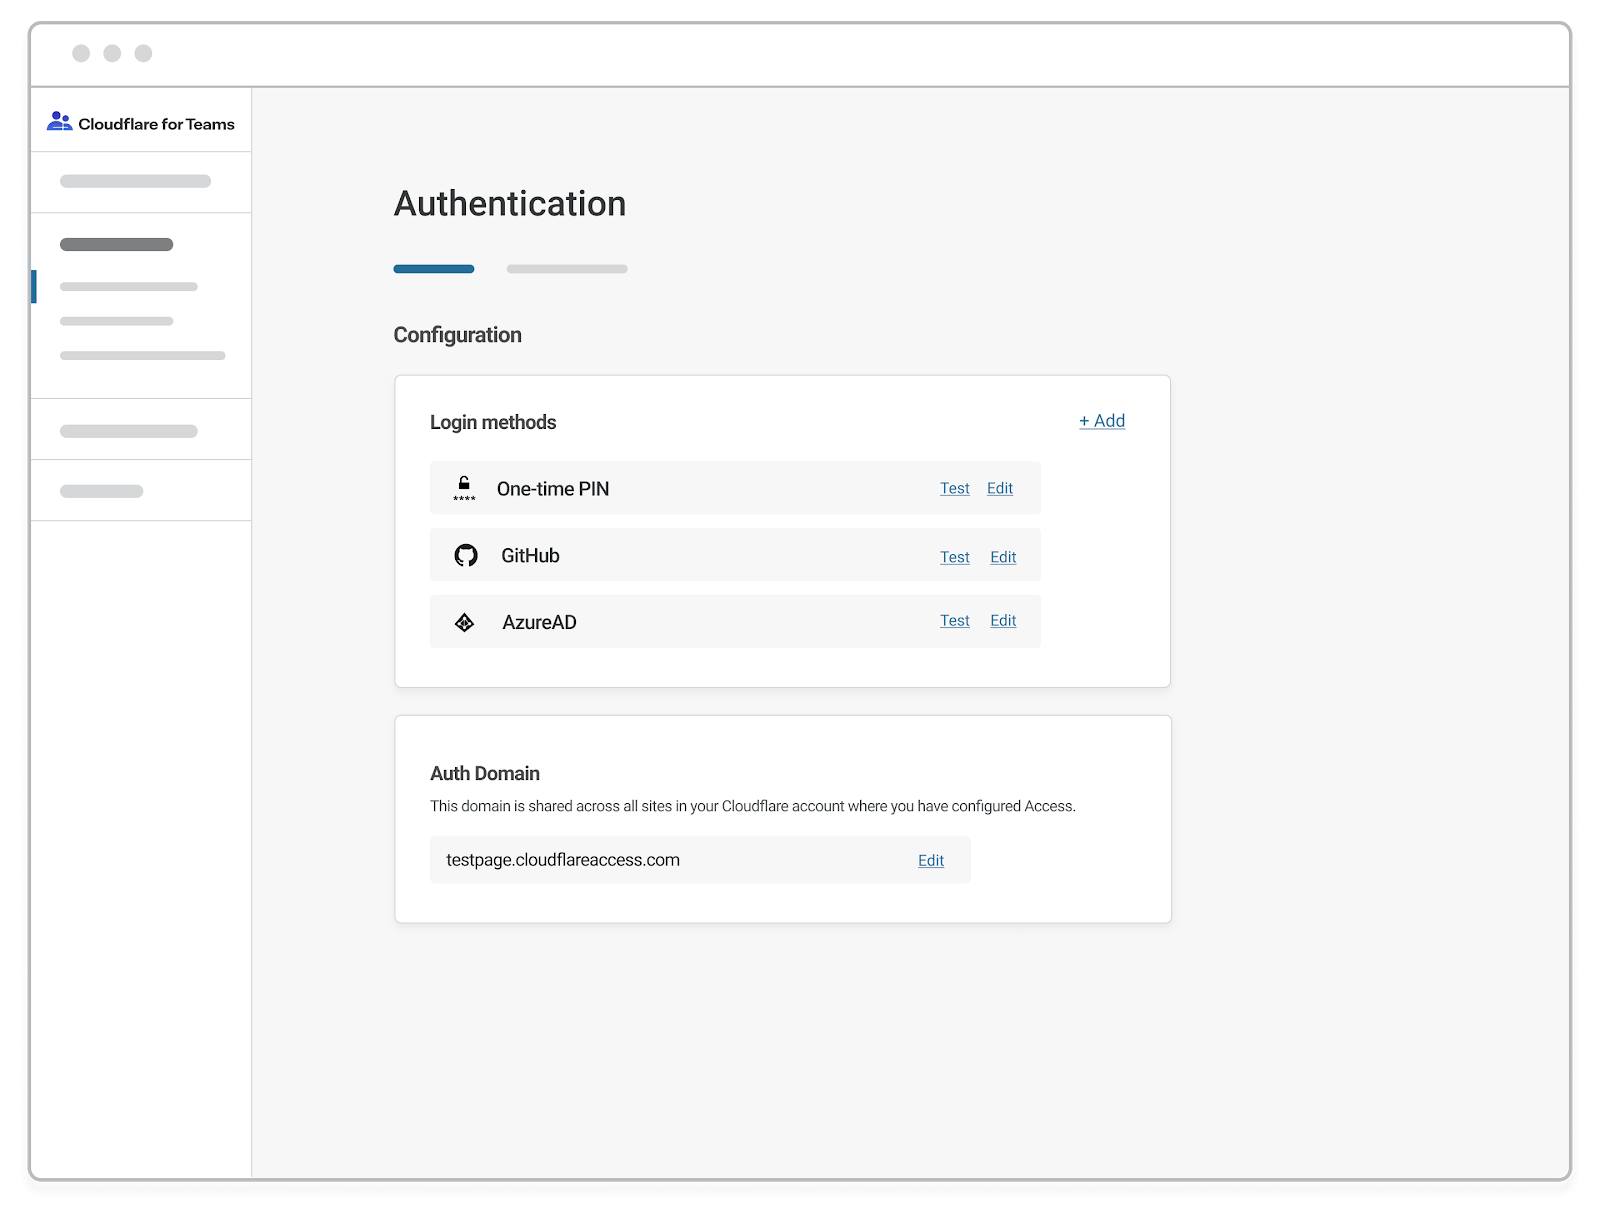 Cloudflare for Teams
Authentication
Configuration
Login methods
+ Add
**** One-time PIN Test Edit
GitHub Test Edit
AzureAD Test Edit
Auth Domain
This domain is shared across all sites in your Cloudflare account where you have configured Access.
testpage.cloudflareaccess.com Edit